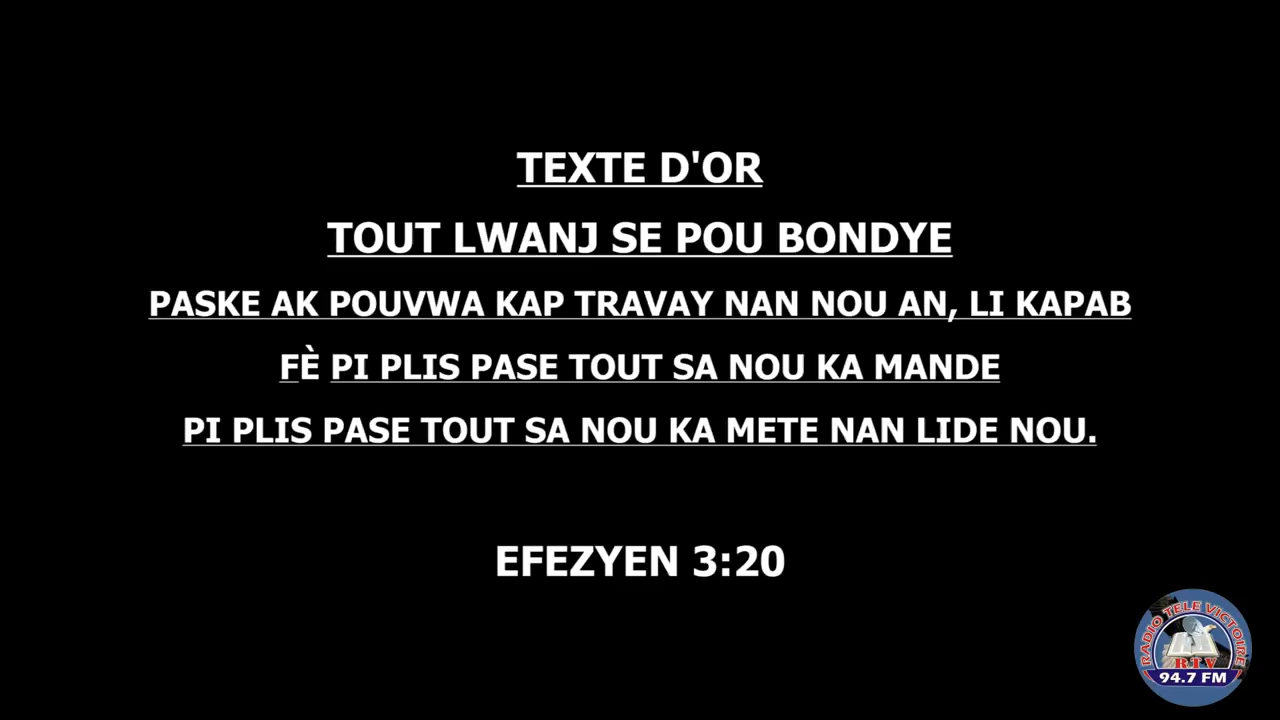 TEXTE D'OR
TOUT LWANJ SE POU BONDYE
PASKE AK POUVWA KAP TRAVAY NAN NOU AN, LI KAPAB
FÈ PI PLIS PASE TOUT SA NOU KA MANDE
PI PLIS PASE TOUT SA NOU KA METE NAN LIDE NOU.
EFEZYEN 3:20
RADIO TELE VICTOIRE
RTV
94.7 FM